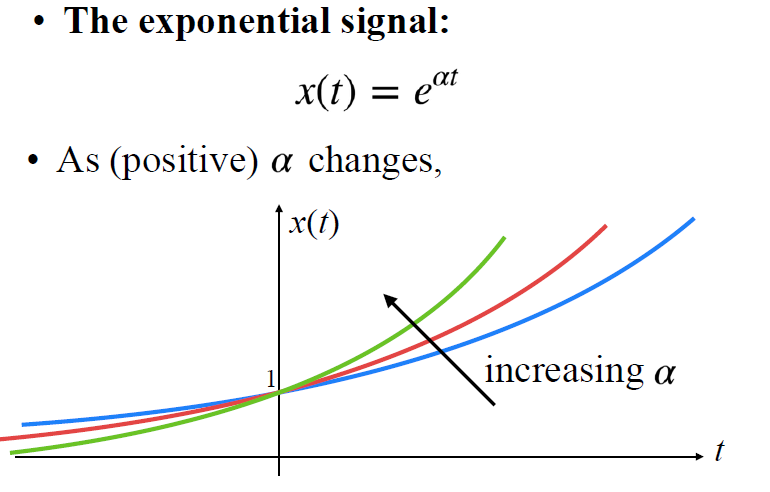 • The exponential signal:
x(t) = e^{αt}
• As (positive) α changes,
x(t)
1
increasing α
t